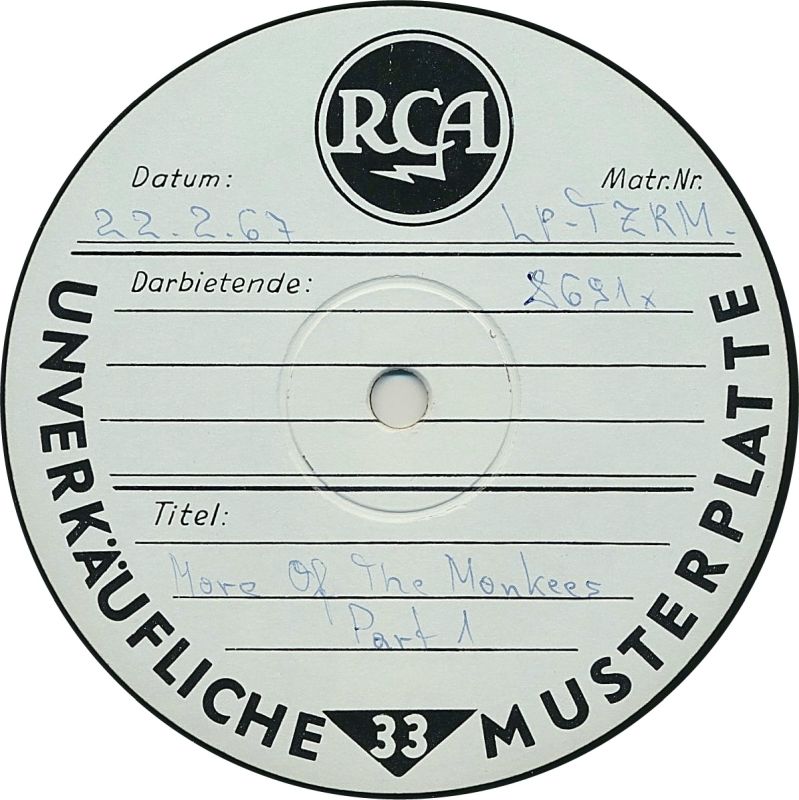 RCA
Datum: Matr.Nr.
22.2.67 LP-TZRM-
Darbietende: 8691x
Titel:
More Of The Monkees
Part 1
UNVERKÄUFLICHE 33 MUSTERPLATTE